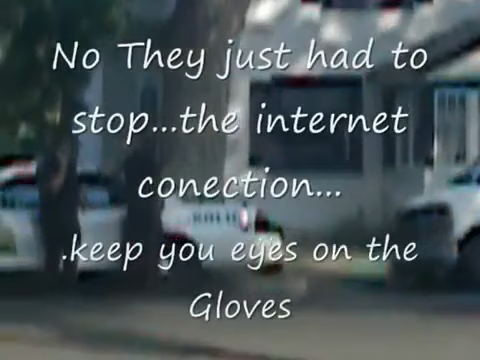 No They just had to
stop...the internet
conection...
.keep you eyes on the
Gloves